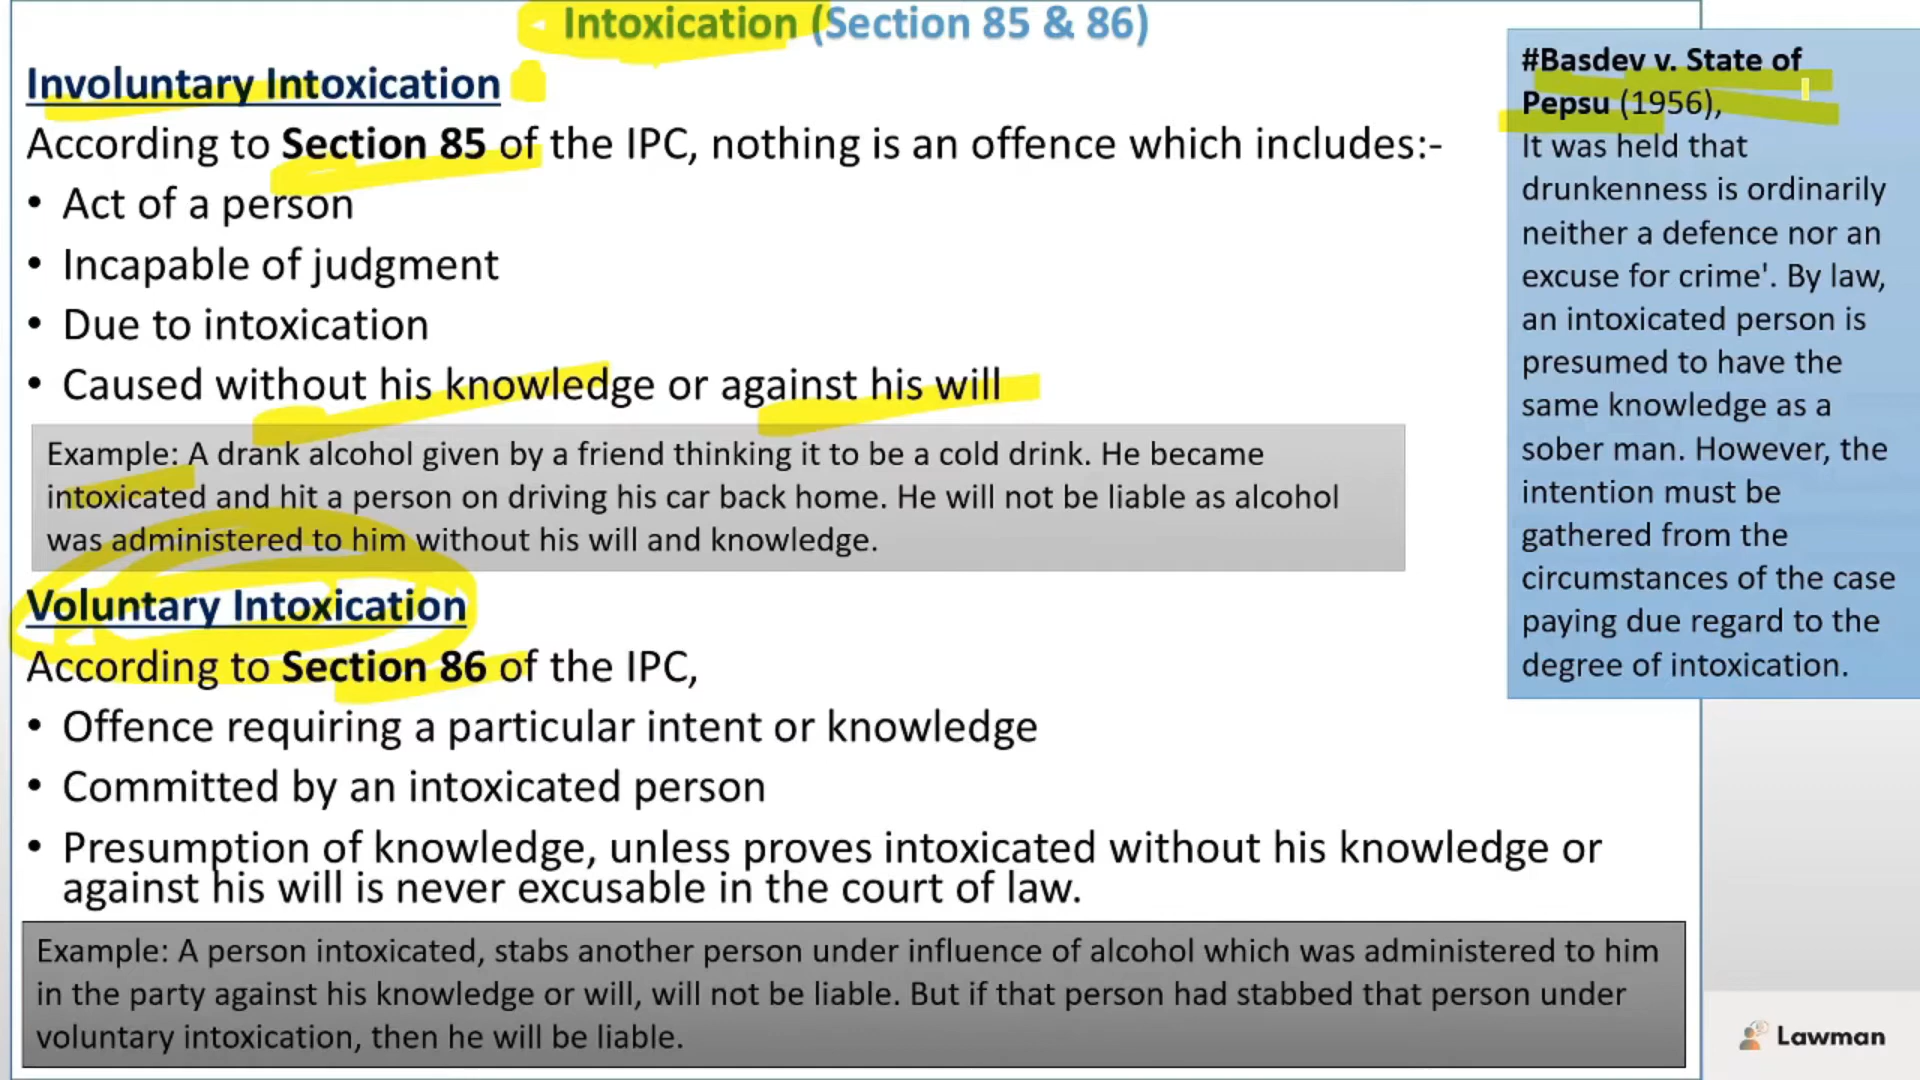 Intoxication (Section 85 & 86)
Involuntary Intoxication
According to Section 85 of the IPC, nothing is an offence which includes:-
• Act of a person
• Incapable of judgment
• Due to intoxication
• Caused without his knowledge or against his will
Example: A drank alcohol given by a friend thinking it to be a cold drink. He became
intoxicated and hit a person on driving his car back home. He will not be liable as alcohol
was administered to him without his will and knowledge.
Voluntary Intoxication
According to Section 86 of the IPC,
• Offence requiring a particular intent or knowledge
• Committed by an intoxicated person
• Presumption of knowledge, unless proves intoxicated without his knowledge or
against his will is never excusable in the court of law.
Example: A person intoxicated, stabs another person under influence of alcohol which was administered to him
in the party against his knowledge or will, will not be liable. But if that person had stabbed that person under
voluntary intoxication, then he will be liable.
#Basdev v. State of
Pepsu (1956),
It was held that
drunkenness is ordinarily
neither a defence nor an
excuse for crime'. By law,
an intoxicated person is
presumed to have the
same knowledge as a
sober man. However, the
intention must be
gathered from the
circumstances of the case
paying due regard to the
degree of intoxication.
Lawman